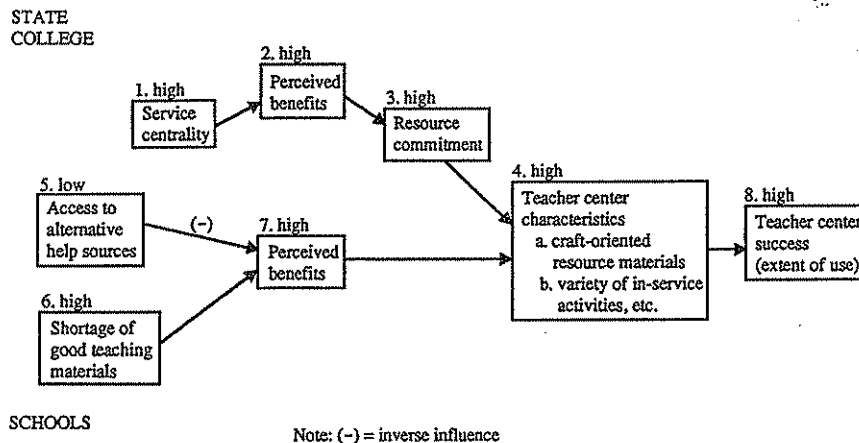 STATE
COLLEGE
2. high
Perceived
benefits
1. high
Service
centrality
3. high
Resource
commitment
4. high
Teacher center
characteristics
a. craft-oriented
resource materials
b. variety of in-service
activities, etc.
5. low
Access to
alternative
help sources
(-)
7. high
Perceived
benefits
8. high
Teacher center
success
(extent of use)
6. high
Shortage of
good teaching
materials
SCHOOLS
Note: (-) = inverse influence